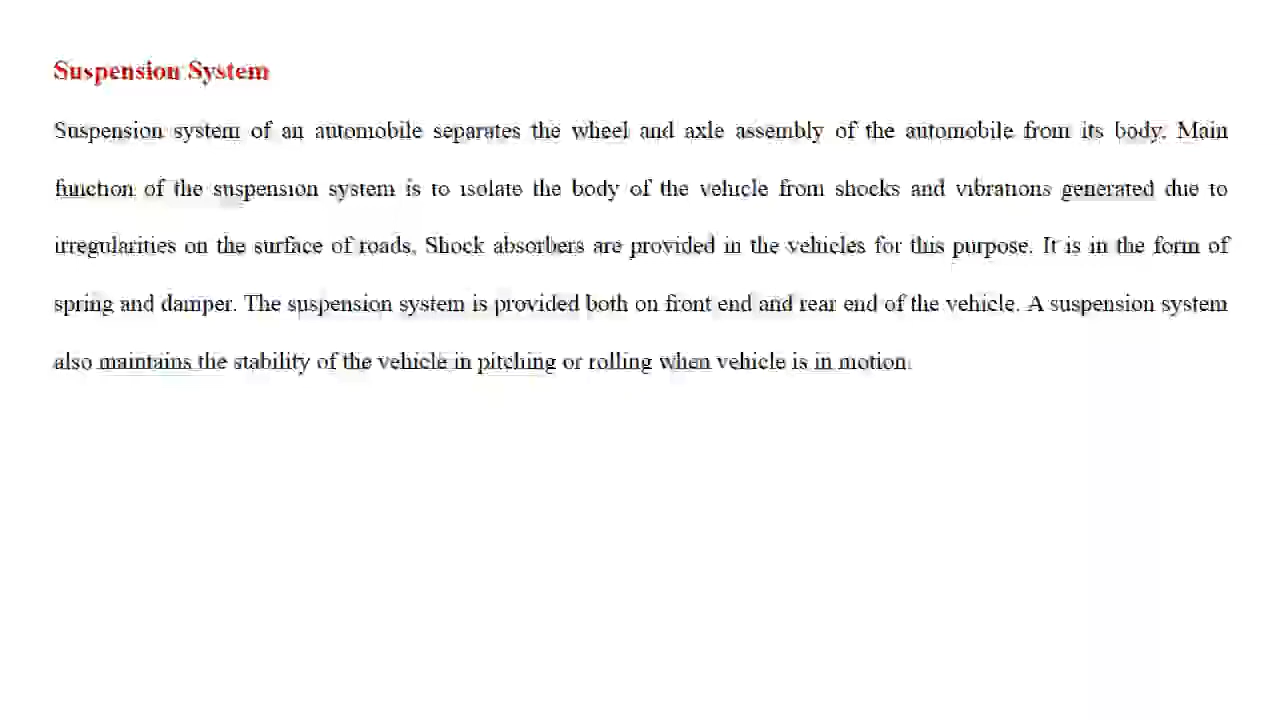 Suspension System
Suspension system of an automobile separates the wheel and axle assembly of the automobile from its body. Main
function of the suspension system is to isolate the body of the vehicle from shocks and vibrations generated due to
irregularities on the surface of roads. Shock absorbers are provided in the vehicles for this purpose. It is in the form of
spring and damper. The suspension system is provided both on front end and rear end of the vehicle. A suspension system
also maintains the stability of the vehicle in pitching or rolling when vehicle is in motion.